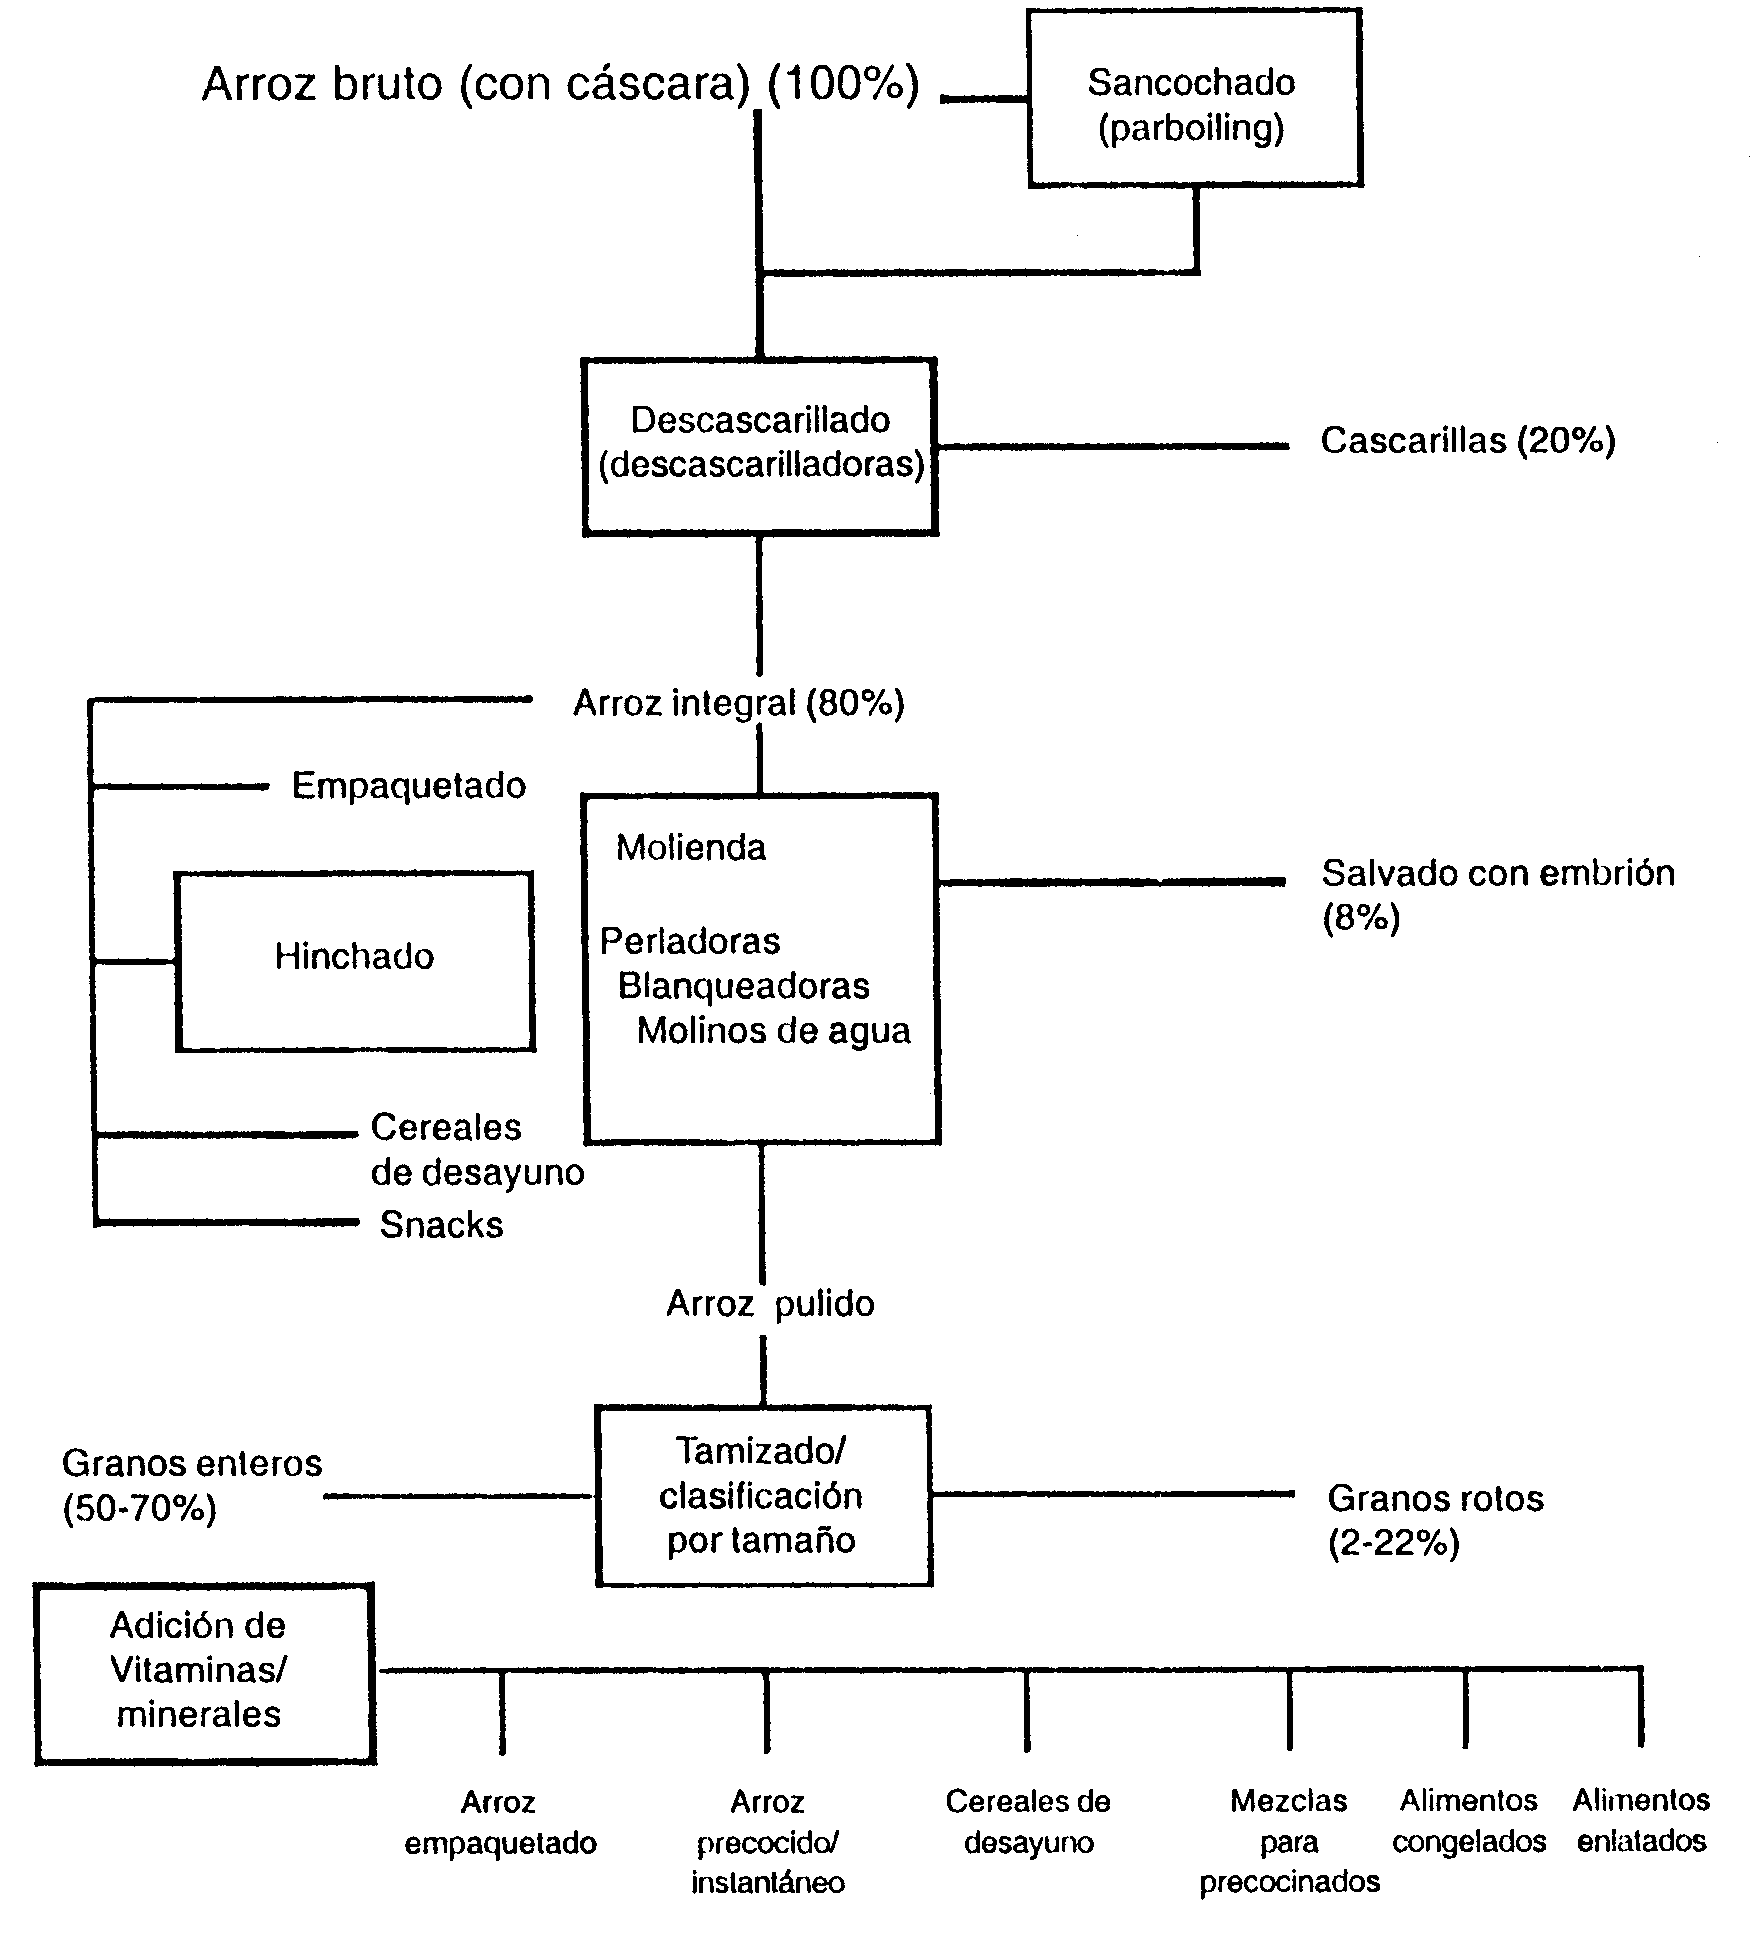 Arroz bruto (con cáscara) (100%)
Sancochado
(parboiling)
Descascarillado
(descascarilladoras)
Cascarillas (20%)
Arroz integral (80%)
Empaquetado
Molienda
Salvado con embrión
(8%)
Perladoras
Hinchado
Blanqueadoras
Molinos de agua
Cereales
de desayuno
Snacks
Arroz pulido
Granos enteros
(50-70%)
Tamizado/
clasificación
por tamaño
Granos rotos
(2-22%)
Adición de
Vitaminas/
minerales
Arroz
empaquetado
Arroz
precocido/
instantáneo
Cereales de
desayuno
Mezclas
para
precocinados
Alimentos
congelados
Alimentos
enlatados